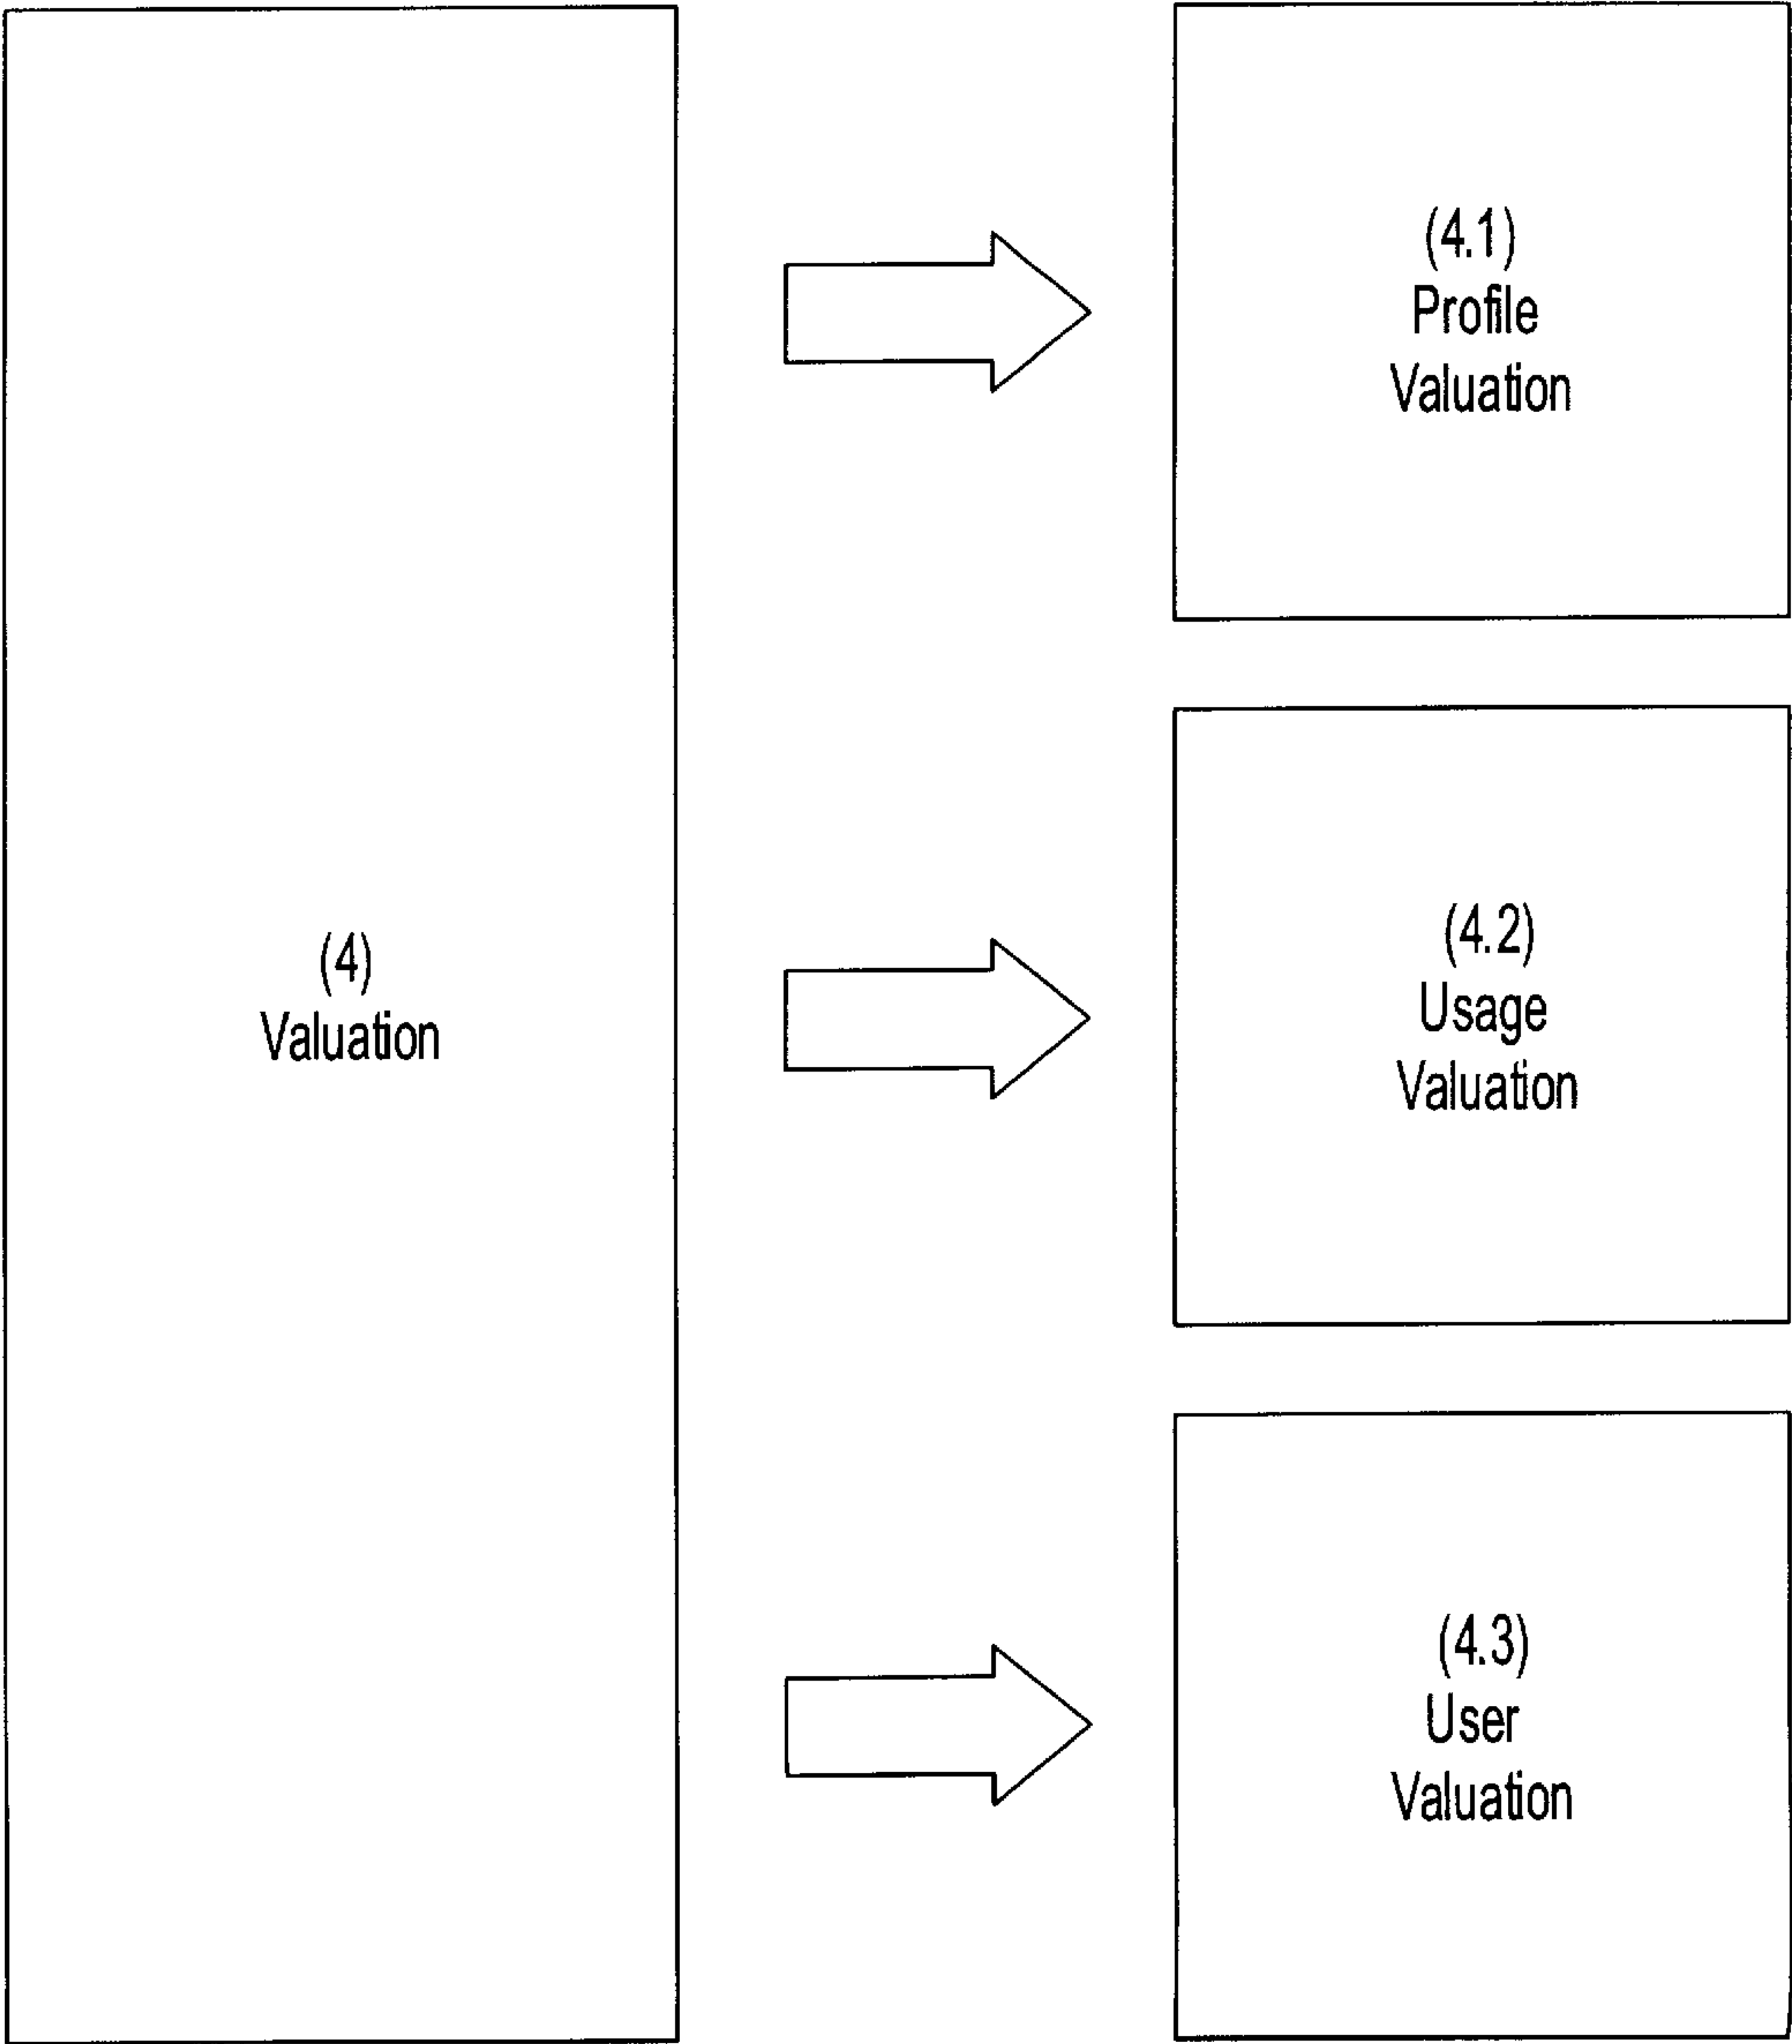 (4)
Valuation
(4.1)
Profile
Valuation
(4.2)
Usage
Valuation
(4.3)
User
Valuation